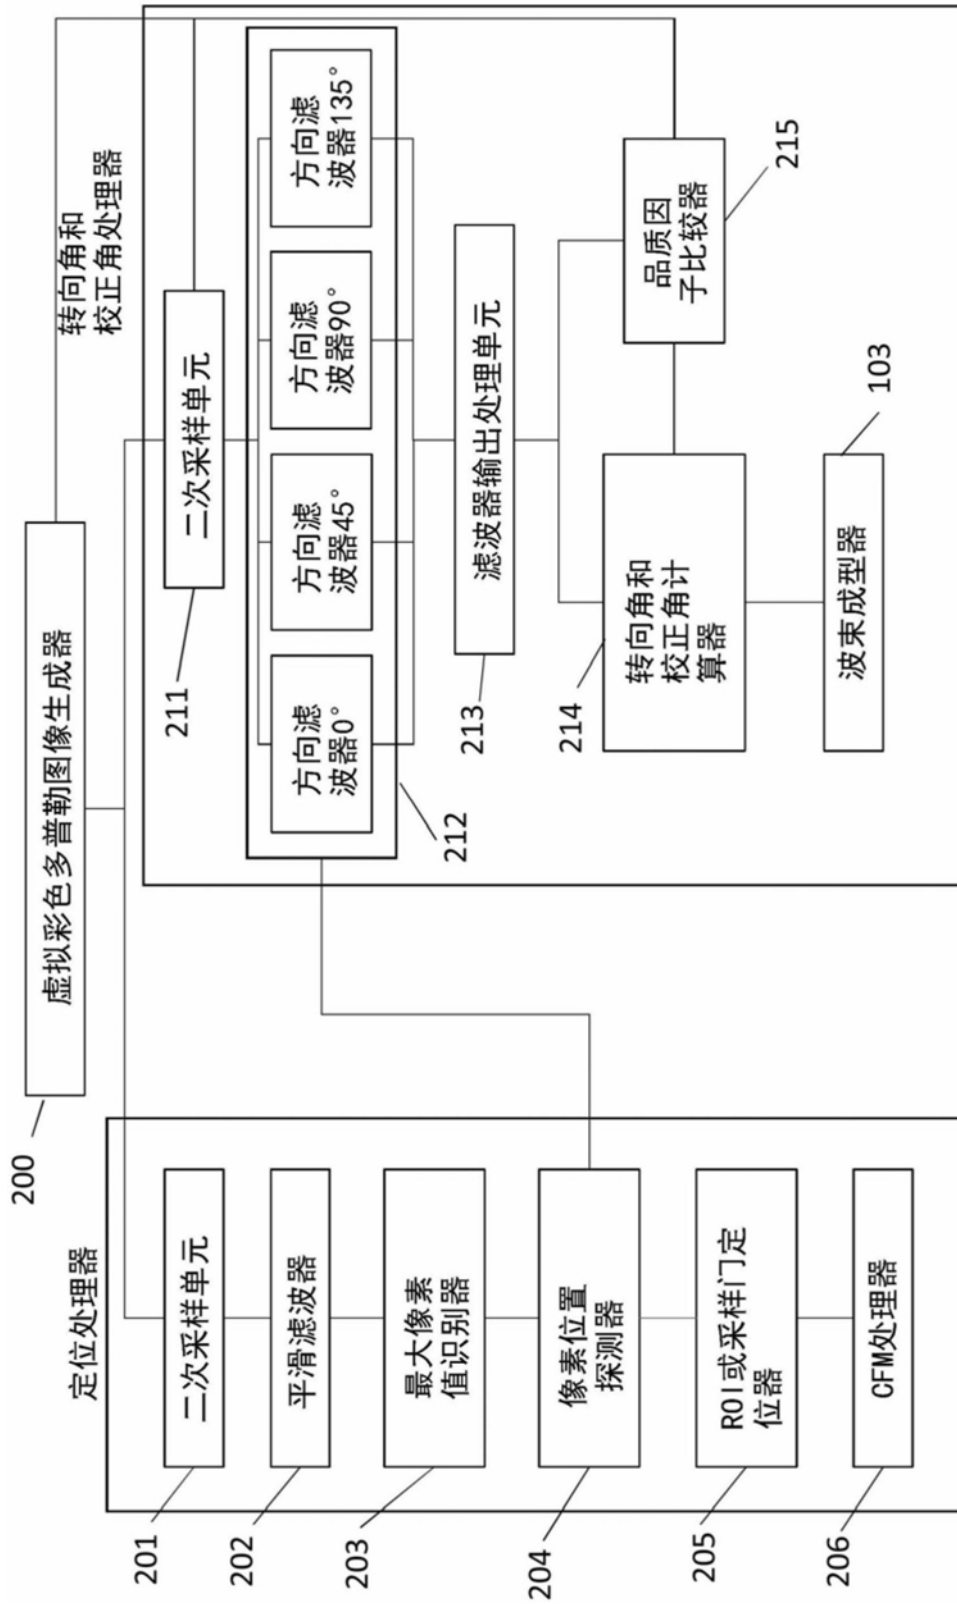 200
虚拟彩色多普勒图像生成器
定位处理器
201
二次采样单元
202
平滑滤波器
203
最大像素
值识别器
204
像素位置
探测器
205
ROI或采样门定
位器
206
CFM处理器
转向角和
校正角处理器
211
二次采样单元
212
方向滤
波器0°
方向滤
波器45°
方向滤
波器90°
方向滤
波器135°
213
滤波器输出处理单元
214
转向角和
校正角计
算器
品质因
子比较器
215
波束成型器
103